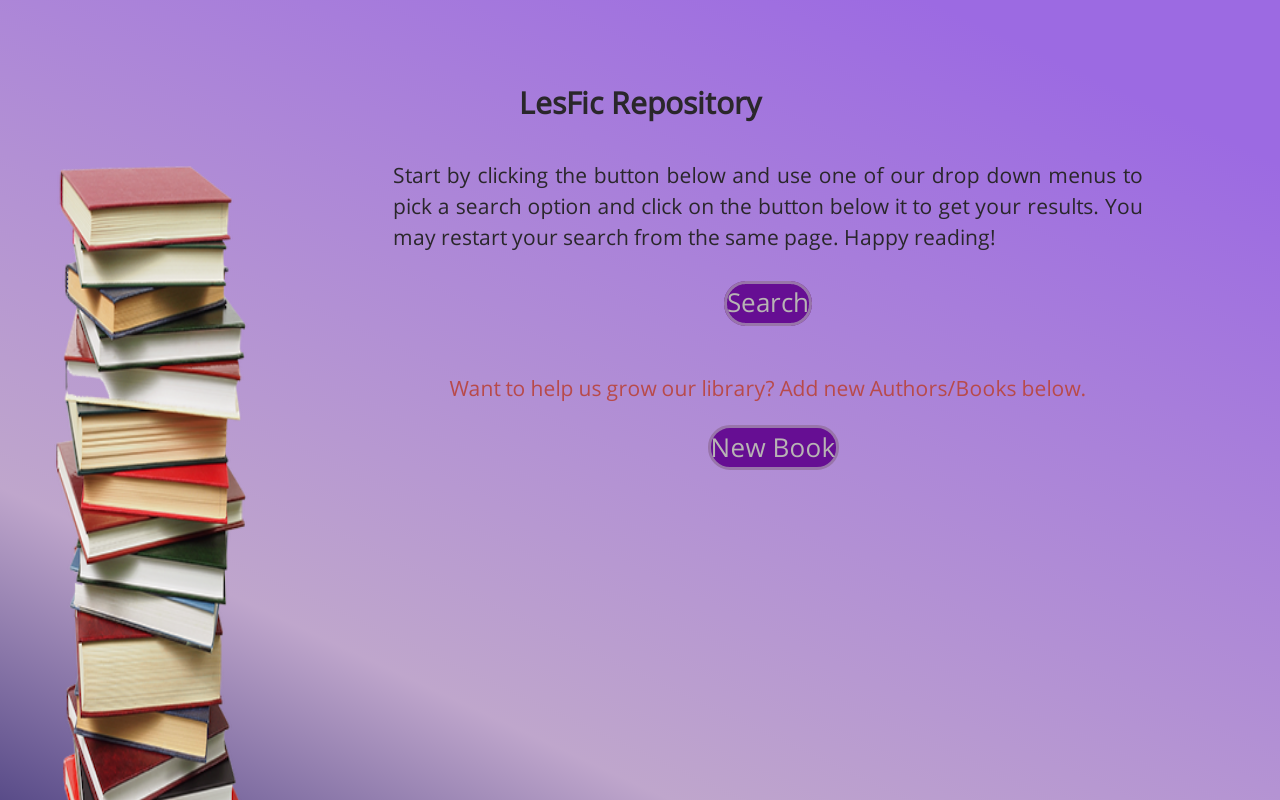 LesFic Repository
Start by clicking the button below and use one of our drop down menus to
pick a search option and click on the button below it to get your results. You
may restart your search from the same page. Happy reading!
Search
Want to help us grow our library? Add new Authors/Books below.
New Book